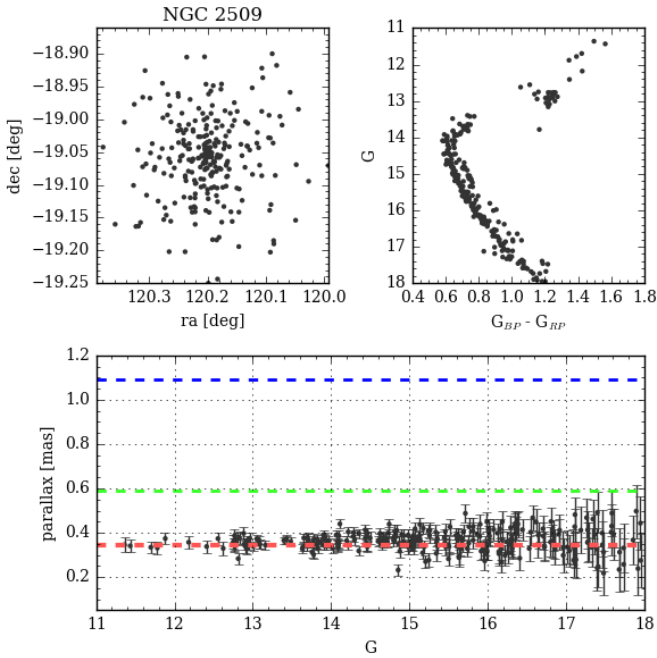 NGC 2509
−18.90
−18.95
−19.00
−19.05
−19.10
−19.15
−19.20
−19.25
dec [deg]
120.3 120.2 120.1 120.0
ra [deg]
11
12
13
14
15
16
17
18
G
0.4 0.6 0.8 1.0 1.2 1.4 1.6 1.8
G_BP - G_RP
1.2
1.0
0.8
0.6
0.4
0.2
parallax [mas]
11 12 13 14 15 16 17 18
G